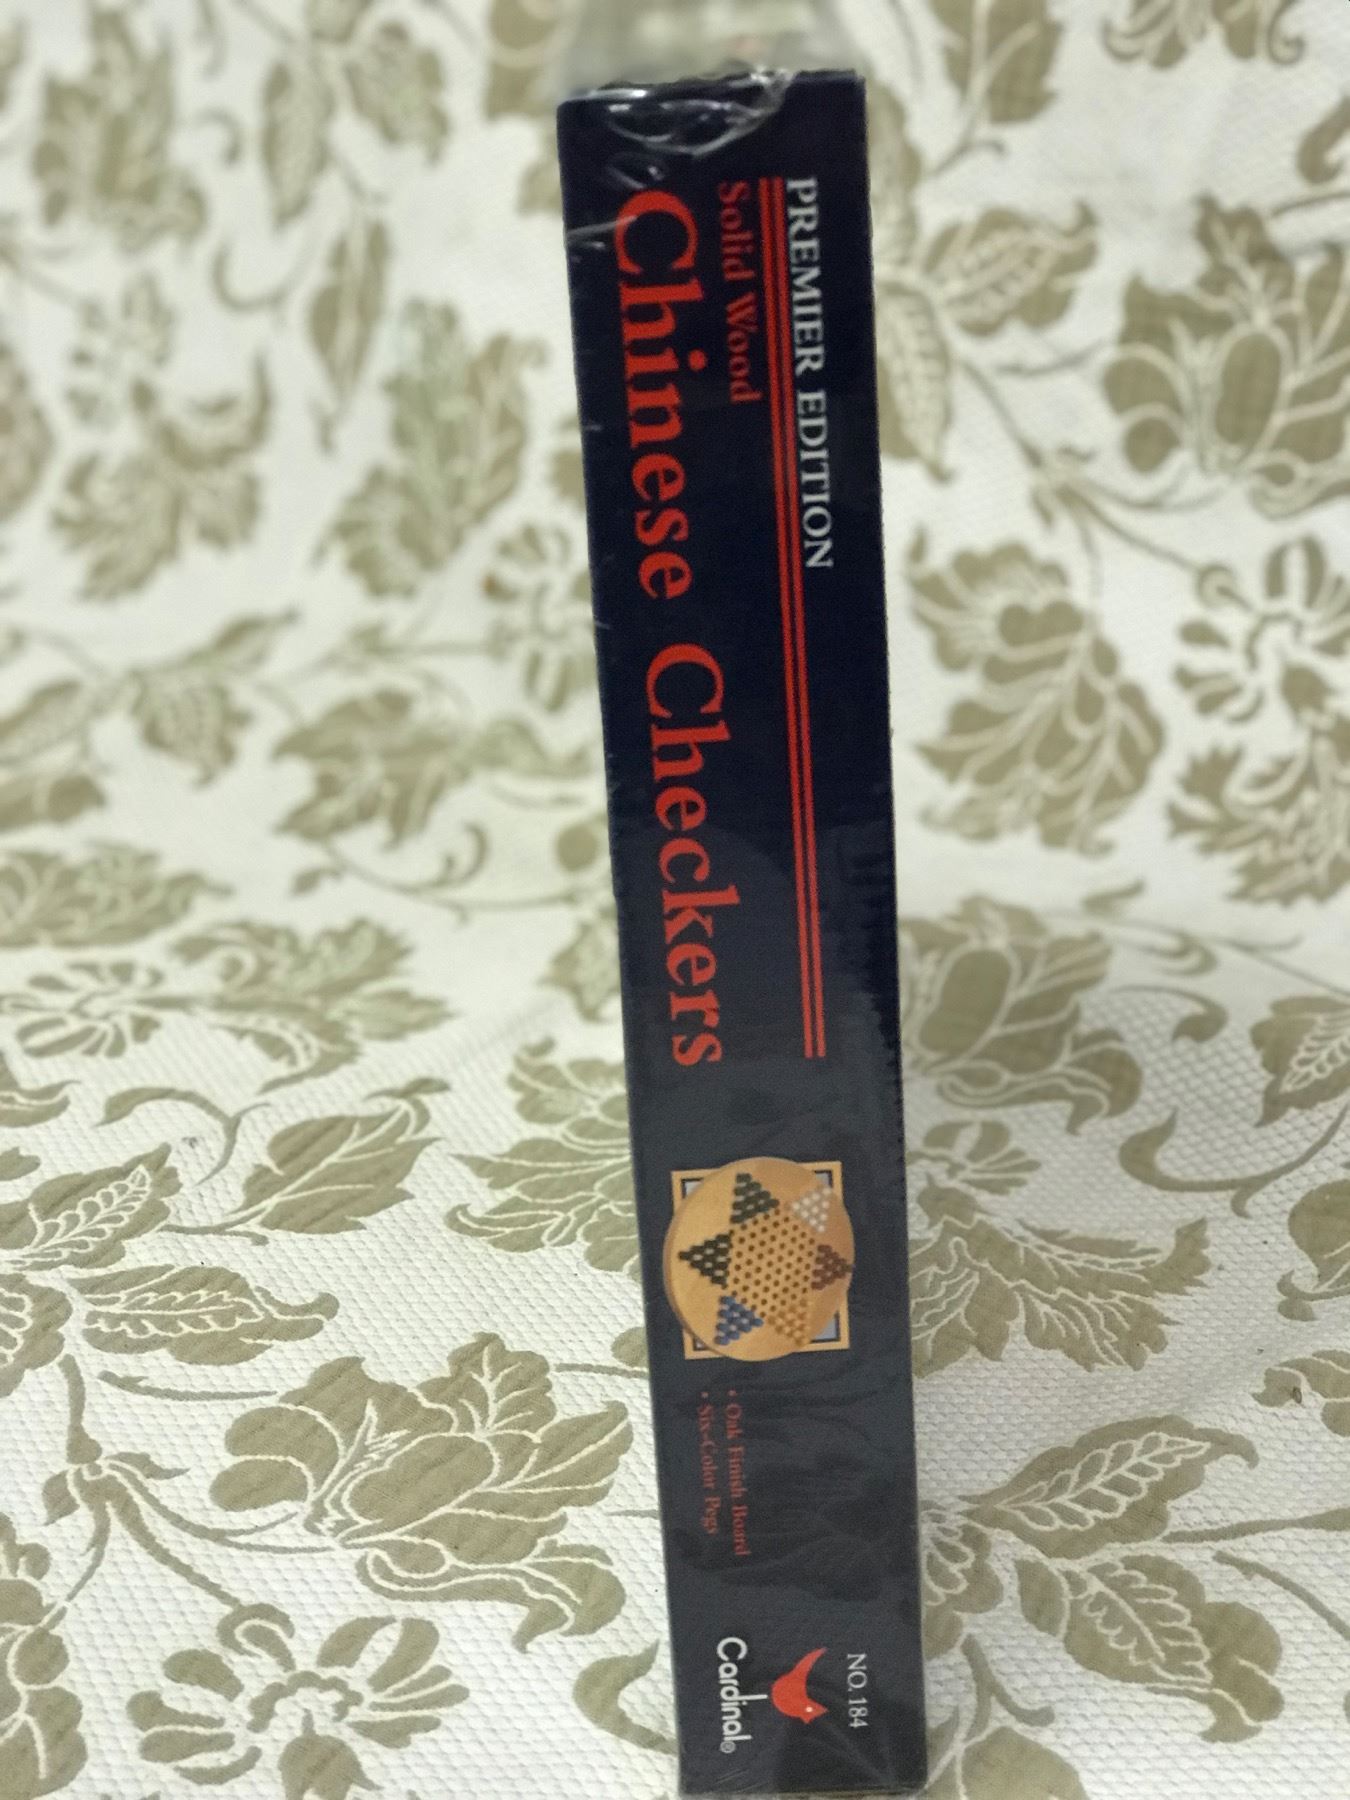 PREMIER EDITION
Solid Wood
Chinese Checkers
• Oak Finish Board
• Six-Color Pegs
NO. 184
Cardinal®